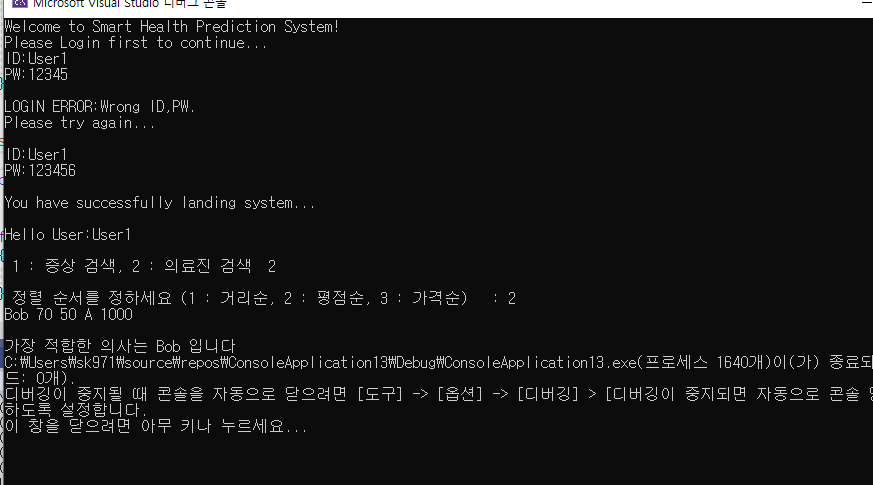 Microsoft Visual Studio 디버그 콘솔
Welcome to Smart Health Prediction System!
Please Login first to continue...
ID:User1
PW:12345
LOGIN ERROR:Wrong ID,PW.
Please try again...
ID:User1
PW:123456
You have successfully landing system...
Hello User:User1
1 : 증상 검색, 2 : 의료진 검색  2
정렬 순서를 정하세요 (1 : 거리순, 2 : 평점순, 3 : 가격순)   : 2
Bob 70 50 A 1000
가장 적합한 의사는 Bob 입니다
C:₩Users₩sk971₩source₩repos₩ConsoleApplication13₩Debug₩ConsoleApplication13.exe(프로세스 1640개)이(가) 종료되
드: 0개).
디버깅이 중지될 때 콘솔을 자동으로 닫으려면 [도구] -> [옵션] -> [디버깅] > [디버깅이 중지되면 자동으로 콘솔
하도록 설정합니다.
이 창을 닫으려면 아무 키나 누르세요...